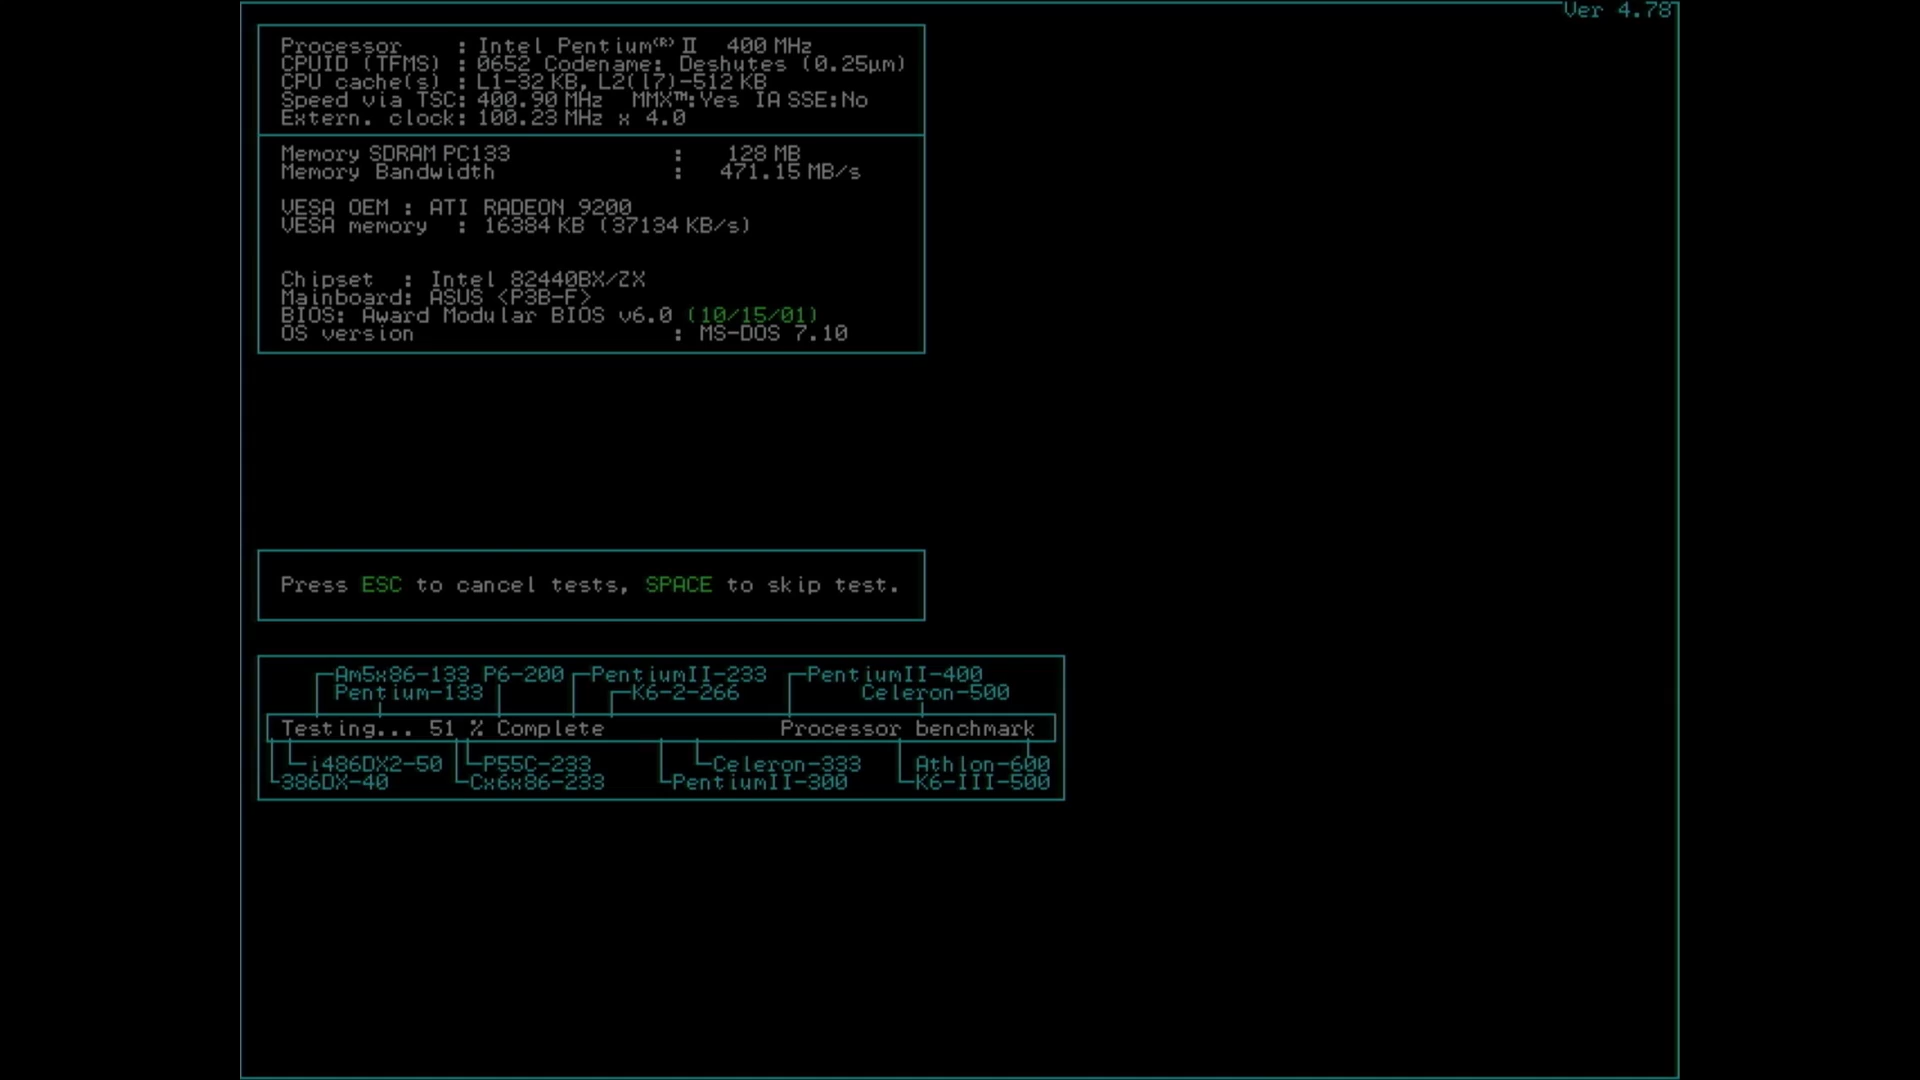 Ver 4.78
Processor : Intel Pentium(R) II 400 MHz
CPUID (TFMS) : 0652 Codename: Deshutes (0.25µm)
CPU cache(s) : L1-32 KB, L2(l7)-512 KB
Speed via TSC: 400.90 MHz MMX™:Yes IA SSE:No
Extern. clock: 100.23 MHz x 4.0
Memory SDRAM PC133 : 128 MB
Memory Bandwidth : 471.15 MB/s
VESA OEM : ATI RADEON 9200
VESA memory : 16384 KB (37134 KB/s)
Chipset : Intel 82440BX/ZX
Mainboard: ASUS <P3B-F>
BIOS: Award Modular BIOS v6.0 (10/15/01)
OS version : MS-DOS 7.10
Press ESC to cancel tests, SPACE to skip test.
Am5x86-133 P6-200 PentiumII-233 PentiumII-400
Pentium-133 K6-2-266 Celeron-500
Testing... 51 % Complete Processor benchmark
i486DX2-50 P55C-233 Celeron-333 Athlon-600
386DX-40 Cx6x86-233 PentiumII-300 K6-III-500